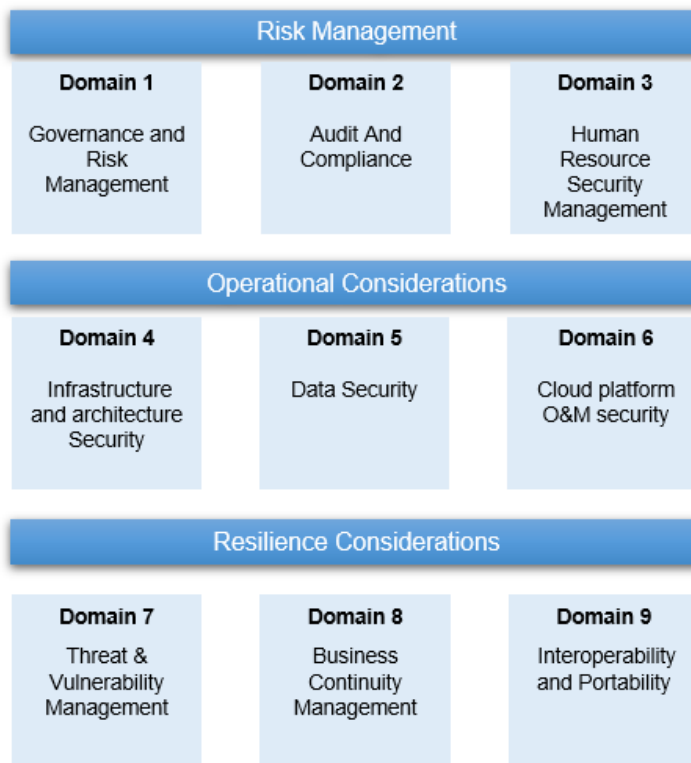 Risk Management
Domain 1
Governance and
Risk
Management
Domain 2
Audit And
Compliance
Domain 3
Human
Resource
Security
Management
Operational Considerations
Domain 4
Infrastructure
and architecture
Security
Domain 5
Data Security
Domain 6
Cloud platform
O&M security
Resilience Considerations
Domain 7
Threat &
Vulnerability
Management
Domain 8
Business
Continuity
Management
Domain 9
Interoperability
and Portability